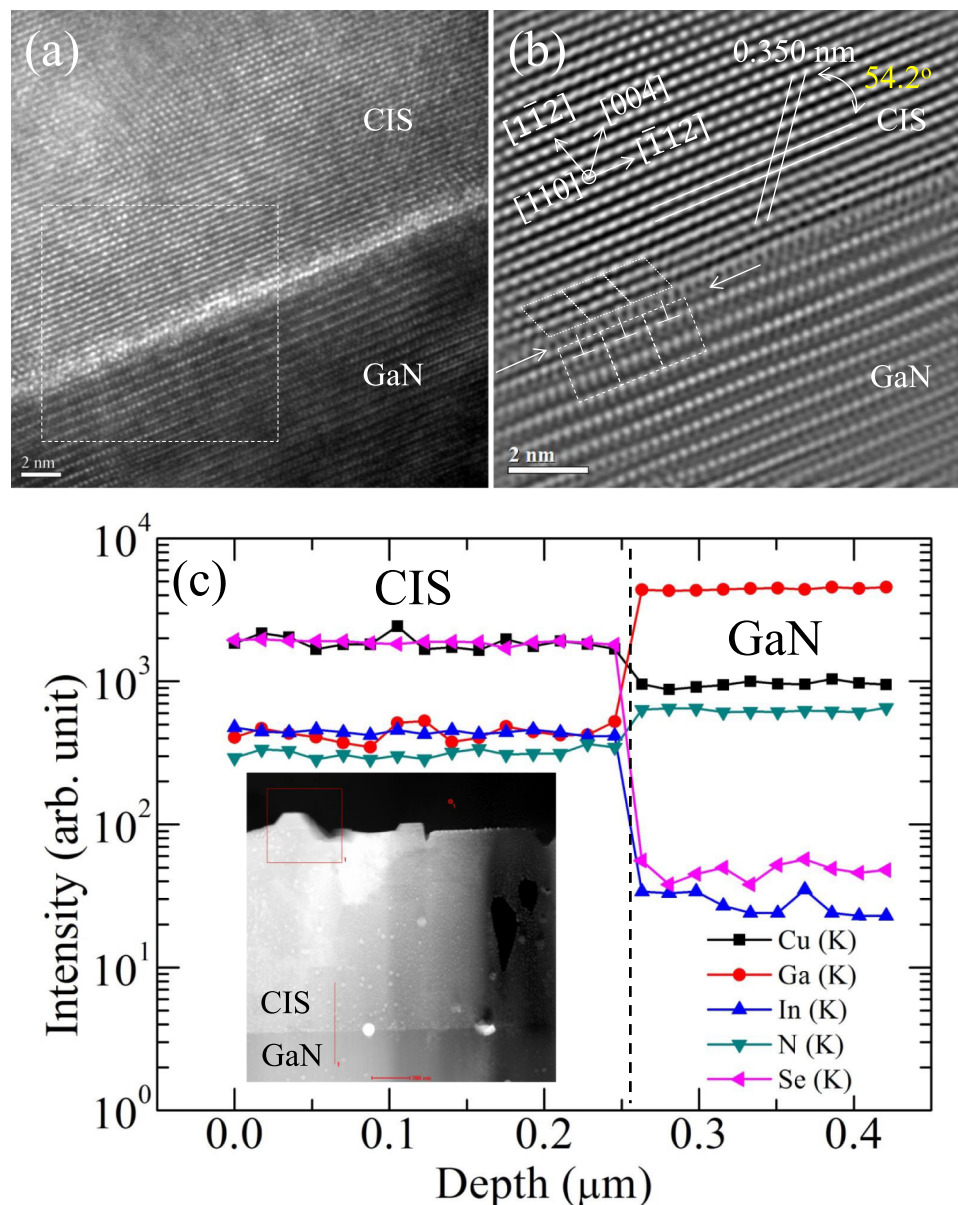 (a)
CIS
GaN
2 nm
(b)
0.350 nm
54.2°
CIS
[11̅2]
[004]
[1̅12]
[110]
GaN
2 nm
(c)
CIS
GaN
10⁴
10³
10²
10¹
10⁰
Intensity (arb. unit)
CIS
GaN
Cu (K)
Ga (K)
In (K)
N (K)
Se (K)
0.0 0.1 0.2 0.3 0.4
Depth (μm)